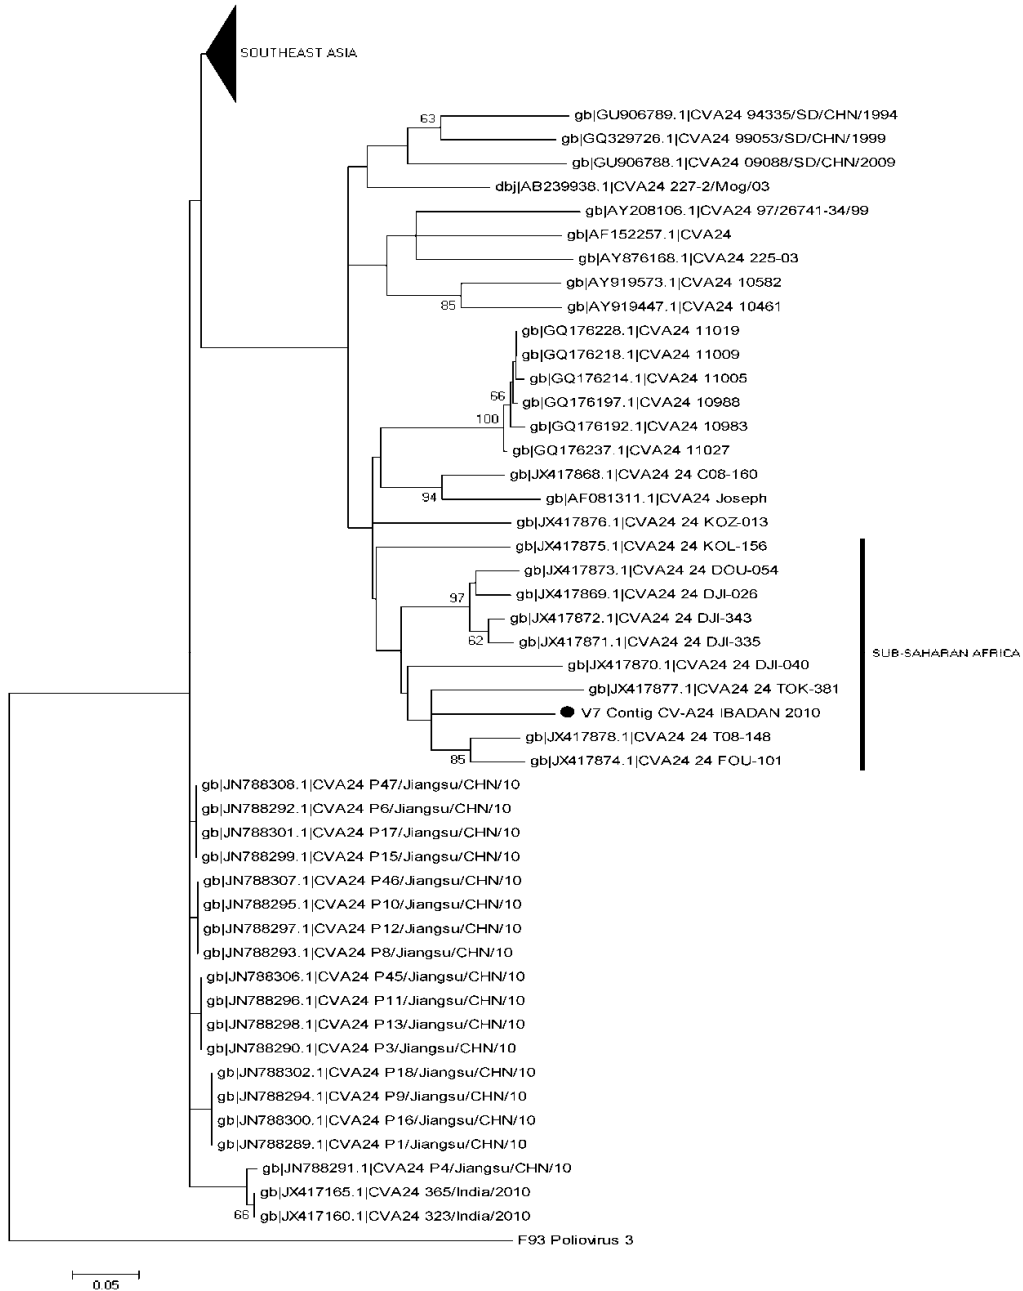 SOUTHEAST ASIA
63
gb|GU906789.1|CVA24 94335/SD/CHN/1994
gb|GQ329726.1|CVA24 99053/SD/CHN/1999
gb|GU906788.1|CVA24 09088/SD/CHN/2009
dbj|AB239938.1|CVA24 227-2/Mog/03
gb|AY208106.1|CVA24 97/26741-34/99
gb|AF152257.1|CVA24
gb|AY876168.1|CVA24 225-03
gb|AY919573.1|CVA24 10582
85
gb|AY919447.1|CVA24 10461
gb|GQ176228.1|CVA24 11019
gb|GQ176218.1|CVA24 11009
gb|GQ176214.1|CVA24 11005
66
gb|GQ176197.1|CVA24 10988
100
gb|GQ176192.1|CVA24 10983
gb|GQ176237.1|CVA24 11027
gb|JX417868.1|CVA24 24 C08-160
94
gb|AF081311.1|CVA24 Joseph
gb|JX417876.1|CVA24 24 KOZ-013
gb|JX417875.1|CVA24 24 KOL-156
gb|JX417873.1|CVA24 24 DOU-054
97
gb|JX417869.1|CVA24 24 DJI-026
gb|JX417872.1|CVA24 24 DJI-343
62
gb|JX417871.1|CVA24 24 DJI-335
SUB-SAHARAN AFRICA
gb|JX417870.1|CVA24 24 DJI-040
gb|JX417877.1|CVA24 24 TOK-381
V7 Contig CV-A24 IBADAN 2010
gb|JX417878.1|CVA24 24 T08-148
85
gb|JX417874.1|CVA24 24 FOU-101
gb|JN788308.1|CVA24 P47/Jiangsu/CHN/10
gb|JN788292.1|CVA24 P6/Jiangsu/CHN/10
gb|JN788301.1|CVA24 P17/Jiangsu/CHN/10
gb|JN788299.1|CVA24 P15/Jiangsu/CHN/10
gb|JN788307.1|CVA24 P46/Jiangsu/CHN/10
gb|JN788295.1|CVA24 P10/Jiangsu/CHN/10
gb|JN788297.1|CVA24 P12/Jiangsu/CHN/10
gb|JN788293.1|CVA24 P8/Jiangsu/CHN/10
gb|JN788306.1|CVA24 P45/Jiangsu/CHN/10
gb|JN788296.1|CVA24 P11/Jiangsu/CHN/10
gb|JN788298.1|CVA24 P13/Jiangsu/CHN/10
gb|JN788290.1|CVA24 P3/Jiangsu/CHN/10
gb|JN788302.1|CVA24 P18/Jiangsu/CHN/10
gb|JN788294.1|CVA24 P9/Jiangsu/CHN/10
gb|JN788300.1|CVA24 P16/Jiangsu/CHN/10
gb|JN788289.1|CVA24 P1/Jiangsu/CHN/10
gb|JN788291.1|CVA24 P4/Jiangsu/CHN/10
gb|JX417165.1|CVA24 365/India/2010
66
gb|JX417160.1|CVA24 323/India/2010
F93 Poliovirus 3
0.05